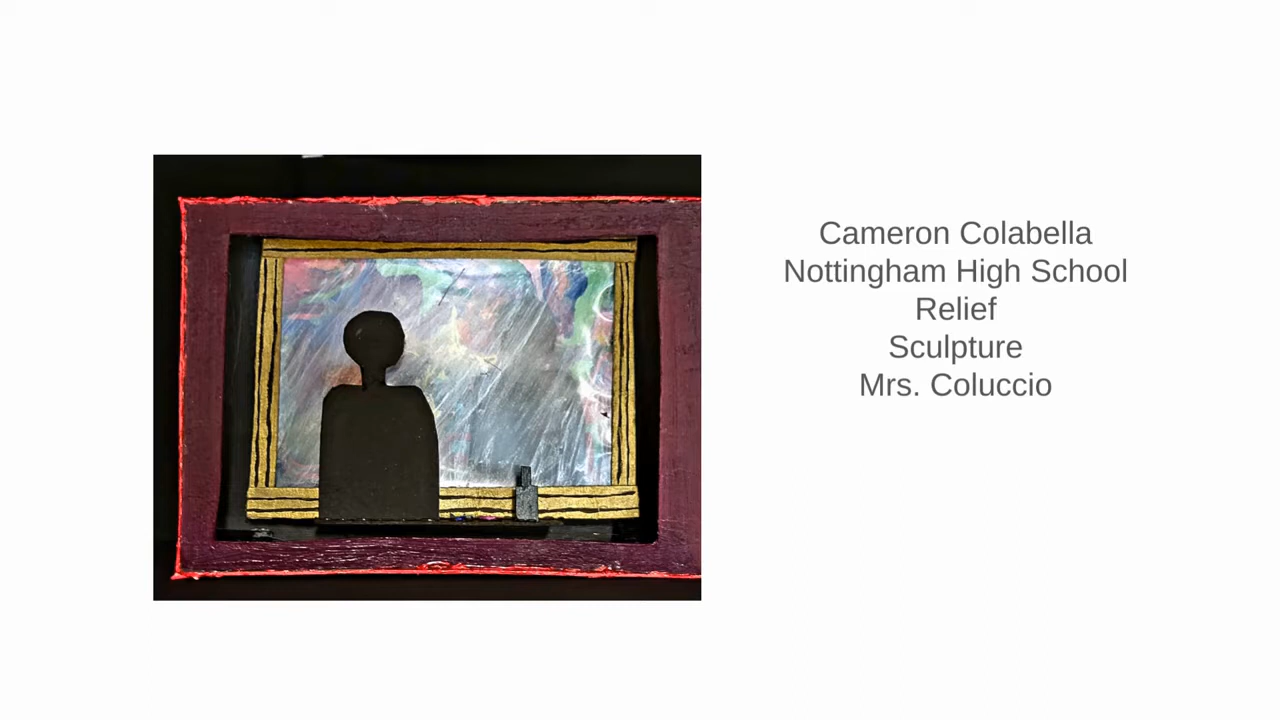 Cameron Colabella
Nottingham High School
Relief
Sculpture
Mrs. Coluccio